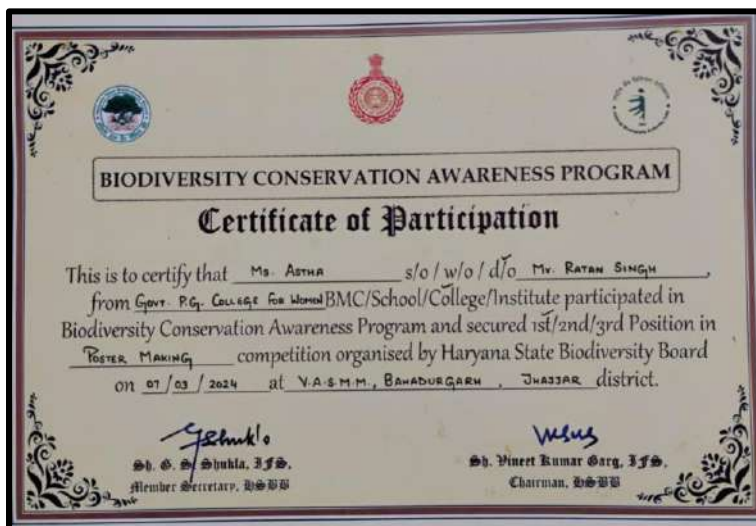 BIODIVERSITY CONSERVATION AWARENESS PROGRAM
Certificate of Participation
This is to certify that Ms. ASTHA s/o / w/o / d/o Mr. RATAN SINGH,
from GOVT. P.G. COLLEGE FOR WOMEN BMC/School/College/Institute participated in
Biodiversity Conservation Awareness Program and secured 1st/2nd/3rd Position in
POSTER MAKING competition organised by Haryana State Biodiversity Board
on 07/03/2024 at V.A.S.M.M., BAHADURGARH, JHAJJAR district.
Sh. G. S. Shukla, IFS, Sh. Vineet Kumar Garg, IFS,
Member Secretary, HSBB Chairman, HSBB